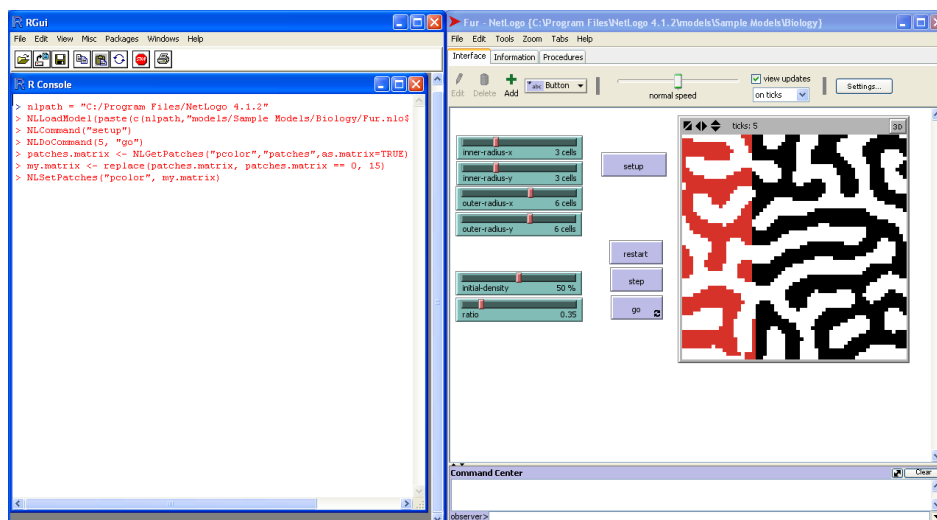 RGui
File Edit View Misc Packages Windows Help
STOP
R Console
> nlpath = "C:/Program Files/NetLogo 4.1.2"
> NLLoadModel(paste(c(nlpath,"models/Sample Models/Biology/Fur.nlo$
> NLCommand("setup")
> NLDoCommand(5, "go")
> patches.matrix <- NLGetPatches("pcolor","patches",as.matrix=TRUE)
> my.matrix <- replace(patches.matrix, patches.matrix == 0, 15)
> NLSetPatches("pcolor", my.matrix)
Fur - NetLogo {C:\Program Files\NetLogo 4.1.2\models\Sample Models\Biology}
File Edit Tools Zoom Tabs Help
Interface Information Procedures
Edit Delete Add
abc Button
normal speed
view updates
on ticks
Settings...
inner-radius-x 3 cells
inner-radius-y 3 cells
outer-radius-x 6 cells
outer-radius-y 6 cells
initial-density 50 %
ratio 0.35
setup
restart
step
go
ticks: 5
3D
Command Center
Clear
observer>